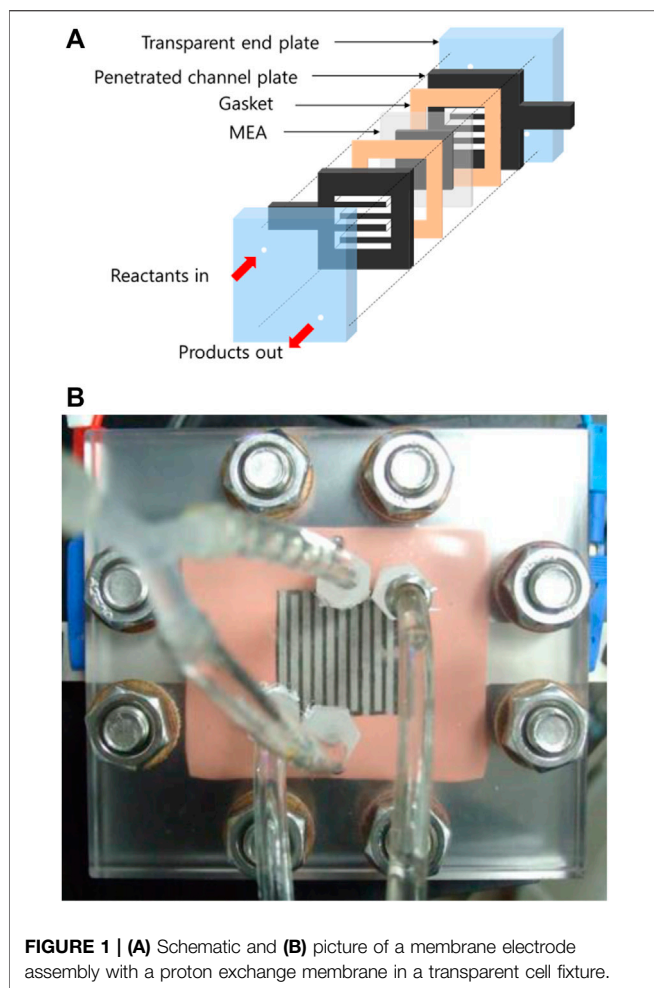 A
Transparent end plate
Penetrated channel plate
Gasket
MEA
Reactants in
Products out
B
FIGURE 1 | (A) Schematic and (B) picture of a membrane electrode
assembly with a proton exchange membrane in a transparent cell fixture.